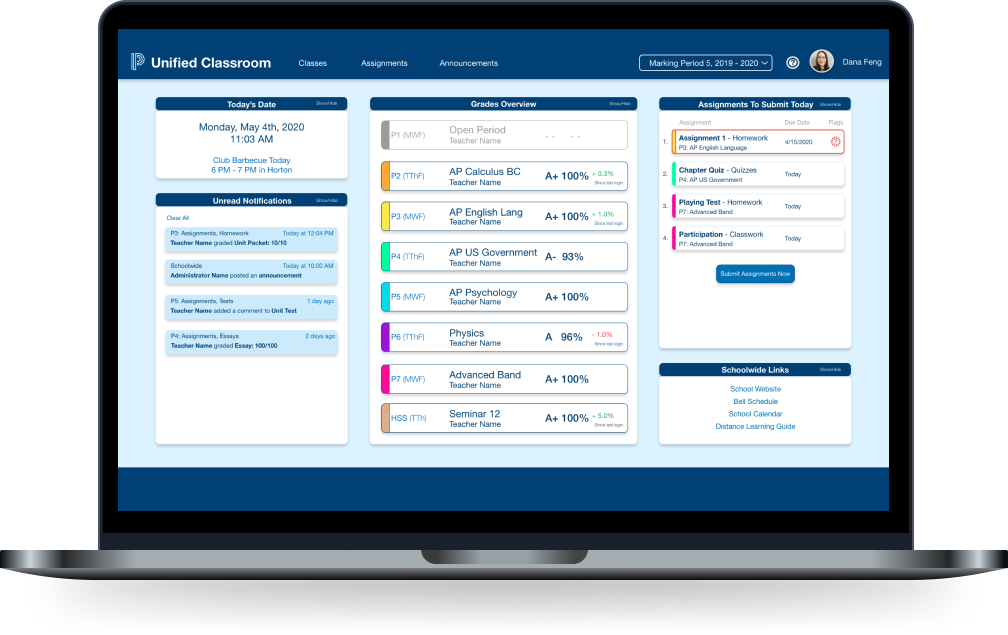 Unified Classroom
Classes
Assignments
Announcements
Marking Period 5, 2019 - 2020
Dana Feng
Today's Date
Show/Hide
Monday, May 4th, 2020
11:03 AM
Club Barbecue Today
6 PM - 7 PM in Horton
Unread Notifications
Show/Hide
Clear All
P3: Assignments, Homework Today at 12:04 PM
Teacher Name graded Unit Packet: 10/10
Schoolwide Today at 10:00 AM
Administrator Name posted an announcement
P5: Assignments, Tests 1 day ago
Teacher Name added a comment to Unit Test
P4: Assignments, Essays 2 days ago
Teacher Name graded Essay: 100/100
Grades Overview
Show/Hide
P1 (MWF) Open Period - - - -
Teacher Name
P2 (TThF) AP Calculus BC A+ 100% + 0.3%
Teacher Name Since last login
P3 (MWF) AP English Lang A+ 100% + 1.0%
Teacher Name Since last login
P4 (TThF) AP US Government A- 93%
Teacher Name
P5 (MWF) AP Psychology A+ 100%
Teacher Name
P6 (TThF) Physics A 96% - 1.0%
Teacher Name Since last login
P7 (MWF) Advanced Band A+ 100%
Teacher Name
HSS (TTh) Seminar 12 A+ 100% + 5.0%
Teacher Name Since last login
Assignments To Submit Today
Show/Hide
Assignment Due Date Flags
1. Assignment 1 - Homework 4/15/2020
P3: AP English Language
2. Chapter Quiz - Quizzes Today
P4: AP US Government
3. Playing Test - Homework Today
P7: Advanced Band
4. Participation - Classwork Today
P7: Advanced Band
Submit Assignments Now
Schoolwide Links
Show/Hide
School Website
Bell Schedule
School Calendar
Distance Learning Guide